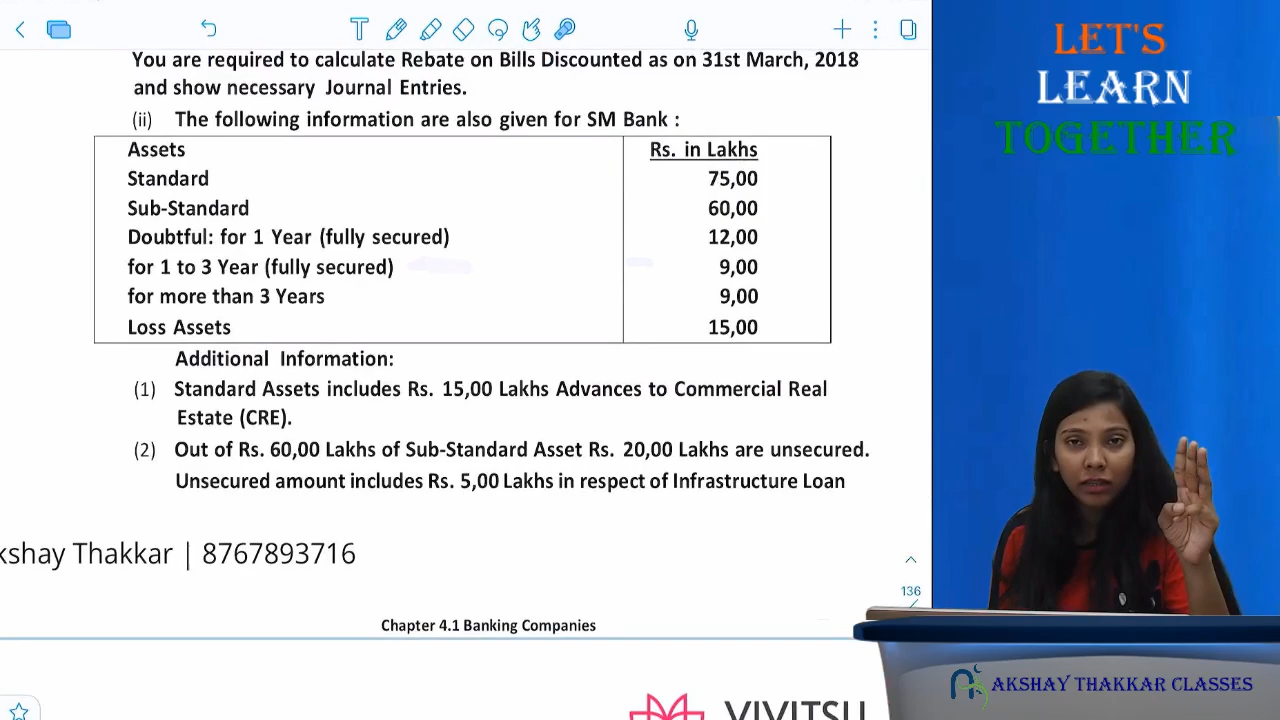 You are required to calculate Rebate on Bills Discounted as on 31st March, 2018
and show necessary Journal Entries.
(ii) The following information are also given for SM Bank :
Assets Rs. in Lakhs
Standard 75,00
Sub-Standard 60,00
Doubtful: for 1 Year (fully secured) 12,00
for 1 to 3 Year (fully secured) 9,00
for more than 3 Years 9,00
Loss Assets 15,00
Additional Information:
(1) Standard Assets includes Rs. 15,00 Lakhs Advances to Commercial Real
Estate (CRE).
(2) Out of Rs. 60,00 Lakhs of Sub-Standard Asset Rs. 20,00 Lakhs are unsecured.
Unsecured amount includes Rs. 5,00 Lakhs in respect of Infrastructure Loan
kshay Thakkar | 8767893716
136
Chapter 4.1 Banking Companies
VIVITSU
LET'S
LEARN
TOGETHER
AKSHAY THAKKAR CLASSES